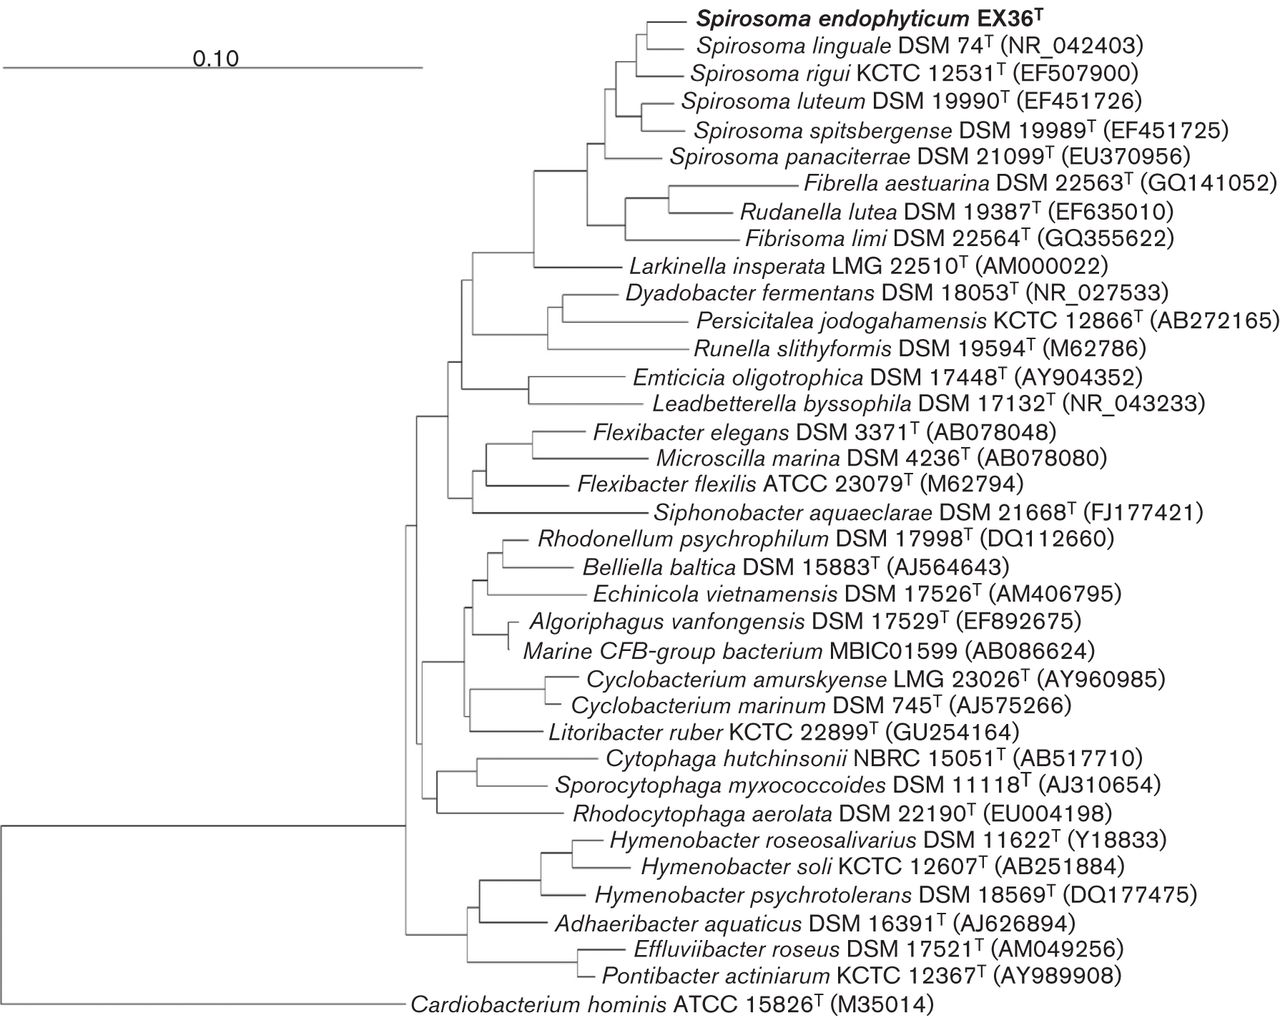 Spirosoma endophyticum EX36ᵀ
0.10
Spirosoma linguale DSM 74ᵀ (NR_042403)
Spirosoma rigui KCTC 12531ᵀ (EF507900)
Spirosoma luteum DSM 19990ᵀ (EF451726)
Spirosoma spitsbergense DSM 19989ᵀ (EF451725)
Spirosoma panaciterrae DSM 21099ᵀ (EU370956)
Fibrella aestuarina DSM 22563ᵀ (GQ141052)
Rudanella lutea DSM 19387ᵀ (EF635010)
Fibrisoma limi DSM 22564ᵀ (GQ355622)
Larkinella insperata LMG 22510ᵀ (AM000022)
Dyadobacter fermentans DSM 18053ᵀ (NR_027533)
Persicitalea jodogahamensis KCTC 12866ᵀ (AB272165)
Runella slithyformis DSM 19594ᵀ (M62786)
Emticicia oligotrophica DSM 17448ᵀ (AY904352)
Leadbetterella byssophila DSM 17132ᵀ (NR_043233)
Flexibacter elegans DSM 3371ᵀ (AB078048)
Microscilla marina DSM 4236ᵀ (AB078080)
Flexibacter flexilis ATCC 23079ᵀ (M62794)
Siphonobacter aquaeclarae DSM 21668ᵀ (FJ177421)
Rhodonellum psychrophilum DSM 17998ᵀ (DQ112660)
Belliella baltica DSM 15883ᵀ (AJ564643)
Echinicola vietnamensis DSM 17526ᵀ (AM406795)
Algoriphagus vanfongensis DSM 17529ᵀ (EF892675)
Marine CFB-group bacterium MBIC01599 (AB086624)
Cyclobacterium amurskyense LMG 23026ᵀ (AY960985)
Cyclobacterium marinum DSM 745ᵀ (AJ575266)
Litoribacter ruber KCTC 22899ᵀ (GU254164)
Cytophaga hutchinsonii NBRC 15051ᵀ (AB517710)
Sporocytophaga myxococcoides DSM 11118ᵀ (AJ310654)
Rhodocytophaga aerolata DSM 22190ᵀ (EU004198)
Hymenobacter roseosalivarius DSM 11622ᵀ (Y18833)
Hymenobacter soli KCTC 12607ᵀ (AB251884)
Hymenobacter psychrotolerans DSM 18569ᵀ (DQ177475)
Adhaeribacter aquaticus DSM 16391ᵀ (AJ626894)
Effluviibacter roseus DSM 17521ᵀ (AM049256)
Pontibacter actiniarum KCTC 12367ᵀ (AY989908)
Cardiobacterium hominis ATCC 15826ᵀ (M35014)